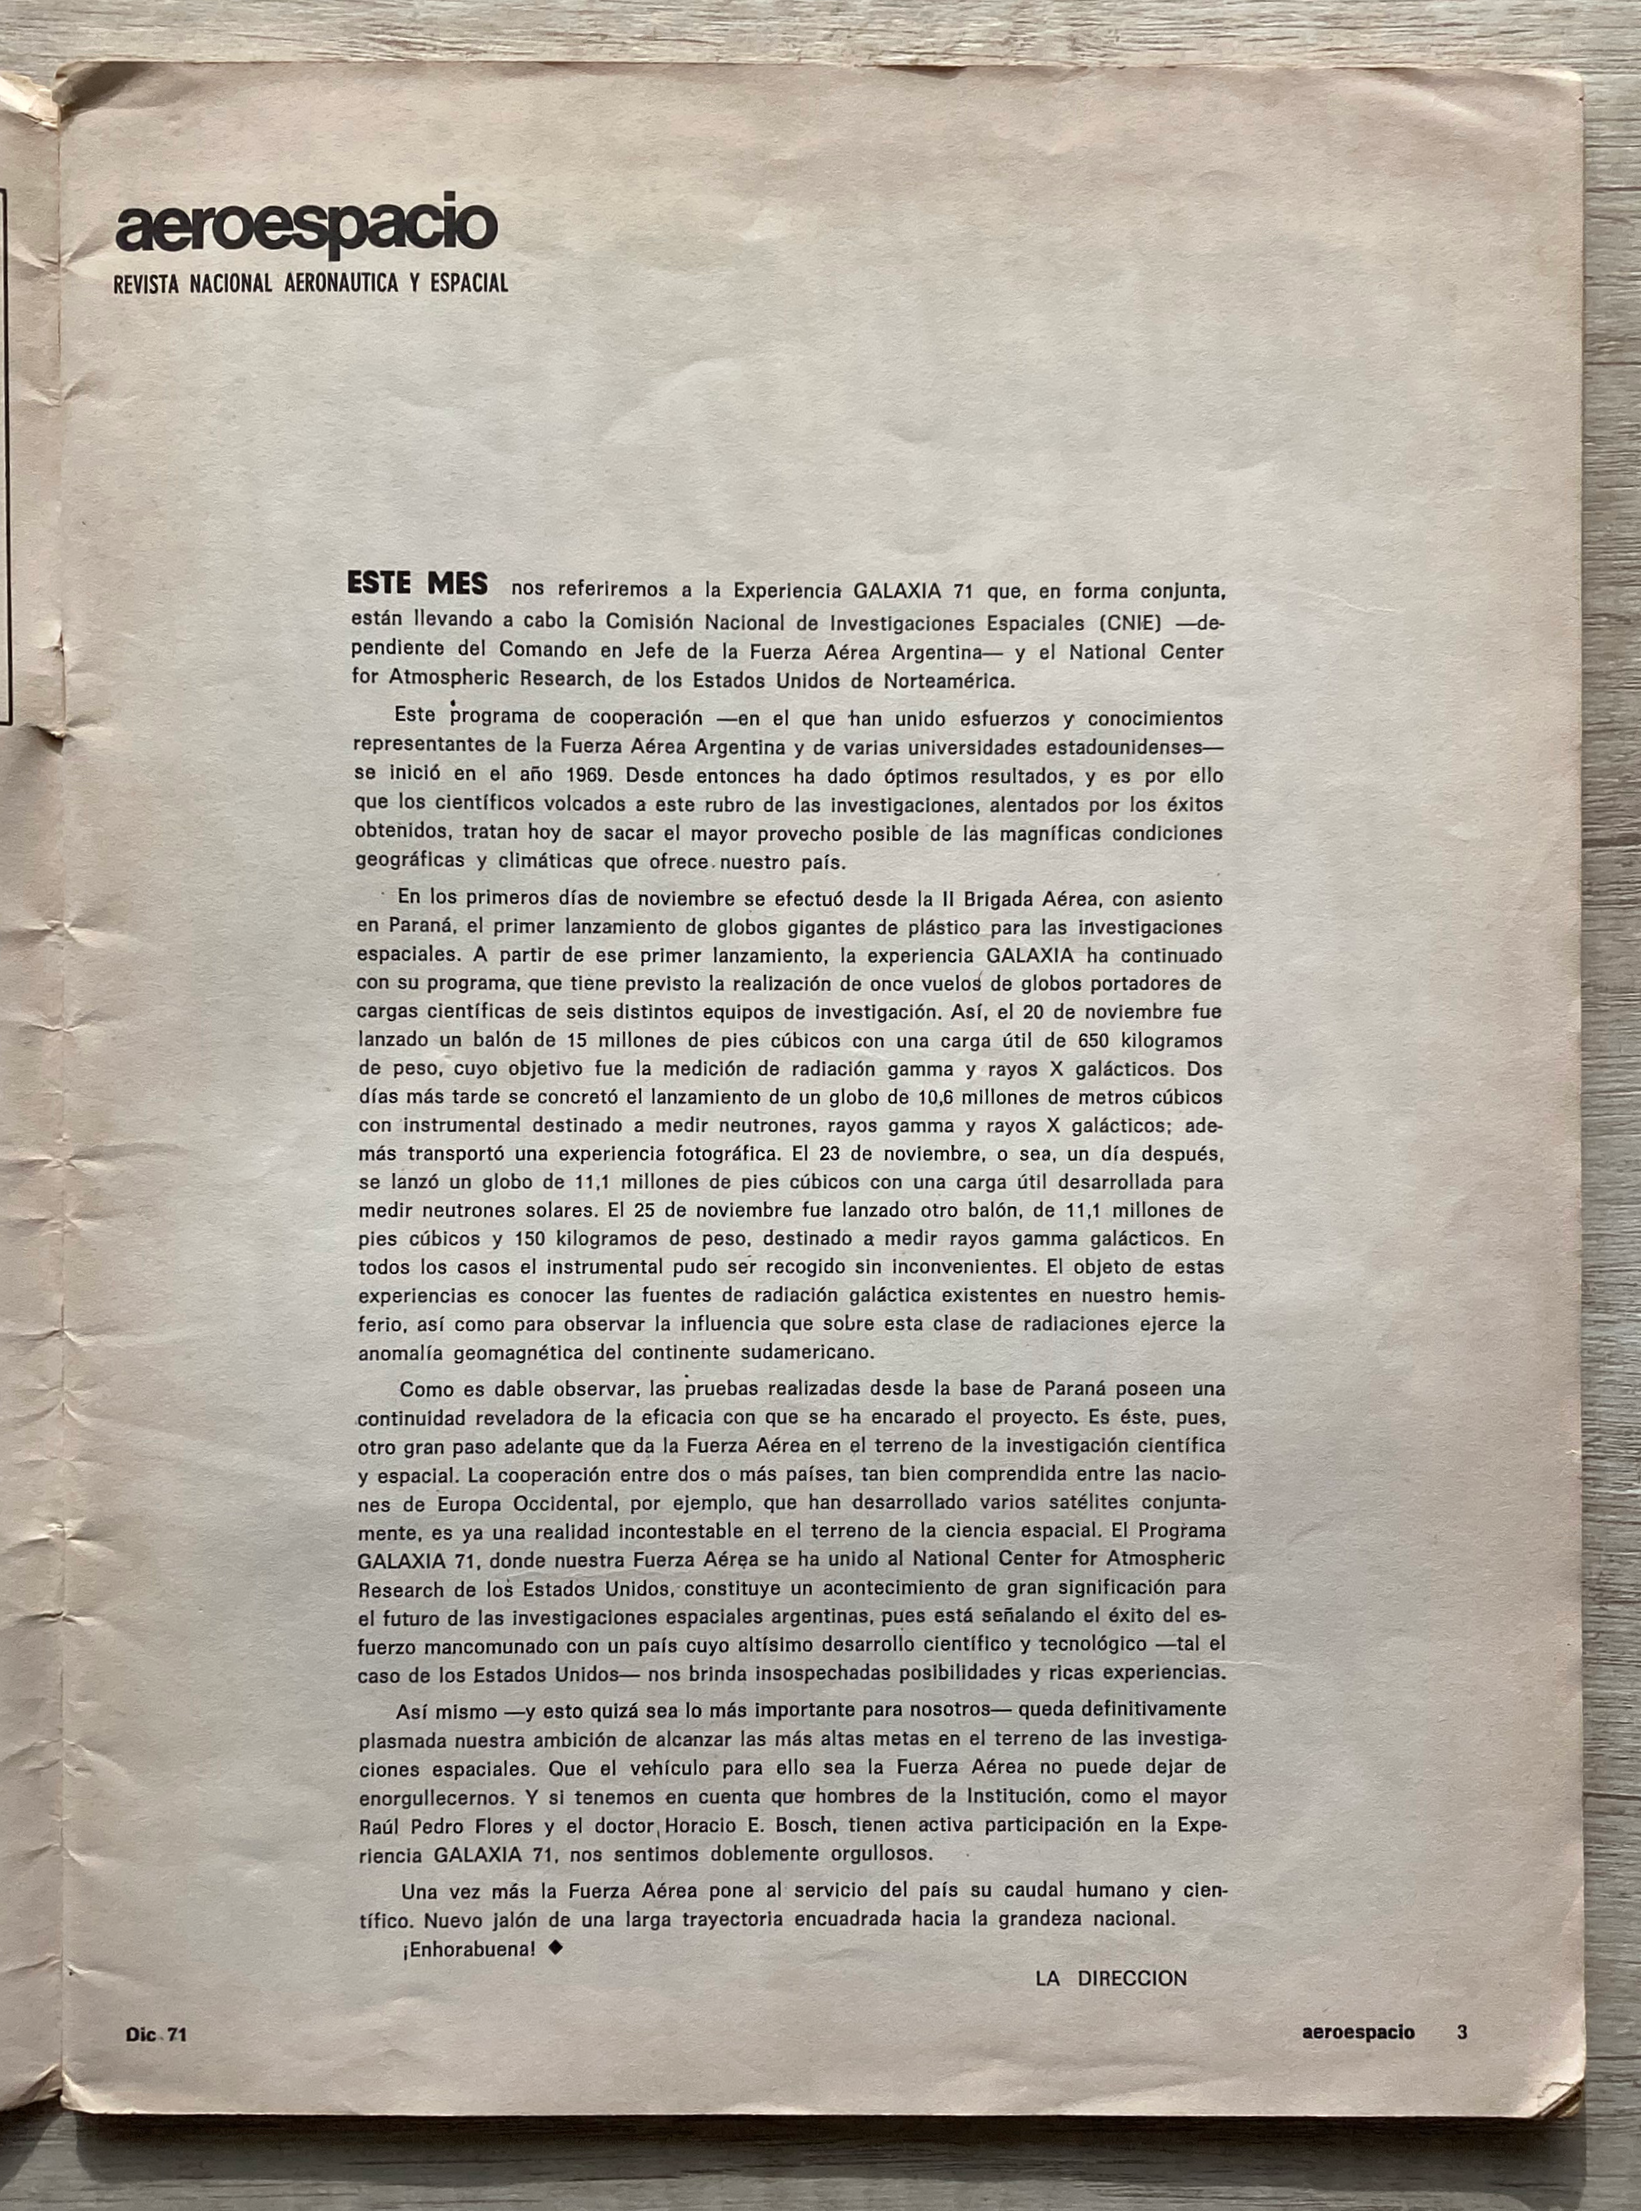 aeroespacio
REVISTA NACIONAL AERONAUTICA Y ESPACIAL
ESTE MES nos referiremos a la Experiencia GALAXIA 71 que, en forma conjunta,
están llevando a cabo la Comisión Nacional de Investigaciones Espaciales (CNIE) —de-
pendiente del Comando en Jefe de la Fuerza Aérea Argentina— y el National Center
for Atmospheric Research, de los Estados Unidos de Norteamérica.
Este programa de cooperación —en el que han unido esfuerzos y conocimientos
representantes de la Fuerza Aérea Argentina y de varias universidades estadounidenses—
se inició en el año 1969. Desde entonces ha dado óptimos resultados, y es por ello
que los científicos volcados a este rubro de las investigaciones, alentados por los éxitos
obtenidos, tratan hoy de sacar el mayor provecho posible de las magníficas condiciones
geográficas y climáticas que ofrece nuestro país.
En los primeros días de noviembre se efectuó desde la II Brigada Aérea, con asiento
en Paraná, el primer lanzamiento de globos gigantes de plástico para las investigaciones
espaciales. A partir de ese primer lanzamiento, la experiencia GALAXIA ha continuado
con su programa, que tiene previsto la realización de once vuelos de globos portadores de
cargas científicas de seis distintos equipos de investigación. Así, el 20 de noviembre fue
lanzado un balón de 15 millones de pies cúbicos con una carga útil de 650 kilogramos
de peso, cuyo objetivo fue la medición de radiación gamma y rayos X galácticos. Dos
días más tarde se concretó el lanzamiento de un globo de 10,6 millones de metros cúbicos
con instrumental destinado a medir neutrones, rayos gamma y rayos X galácticos; ade-
más transportó una experiencia fotográfica. El 23 de noviembre, o sea, un día después,
se lanzó un globo de 11,1 millones de pies cúbicos con una carga útil desarrollada para
medir neutrones solares. El 25 de noviembre fue lanzado otro balón, de 11,1 millones de
pies cúbicos y 150 kilogramos de peso, destinado a medir rayos gamma galácticos. En
todos los casos el instrumental pudo ser recogido sin inconvenientes. El objeto de estas
experiencias es conocer las fuentes de radiación galáctica existentes en nuestro hemis-
ferio, así como para observar la influencia que sobre esta clase de radiaciones ejerce la
anomalía geomagnética del continente sudamericano.
Como es dable observar, las pruebas realizadas desde la base de Paraná poseen una
continuidad reveladora de la eficacia con que se ha encarado el proyecto. Es éste, pues,
otro gran paso adelante que da la Fuerza Aérea en el terreno de la investigación científica
y espacial. La cooperación entre dos o más países, tan bien comprendida entre las nacio-
nes de Europa Occidental, por ejemplo, que han desarrollado varios satélites conjunta-
mente, es ya una realidad incontestable en el terreno de la ciencia espacial. El Programa
GALAXIA 71, donde nuestra Fuerza Aérea se ha unido al National Center for Atmospheric
Research de los Estados Unidos, constituye un acontecimiento de gran significación para
el futuro de las investigaciones espaciales argentinas, pues está señalando el éxito del es-
fuerzo mancomunado con un país cuyo altísimo desarrollo científico y tecnológico —tal el
caso de los Estados Unidos— nos brinda insospechadas posibilidades y ricas experiencias.
Así mismo —y esto quizá sea lo más importante para nosotros— queda definitivamente
plasmada nuestra ambición de alcanzar las más altas metas en el terreno de las investiga-
ciones espaciales. Que el vehículo para ello sea la Fuerza Aérea no puede dejar de
enorgullecernos. Y si tenemos en cuenta que hombres de la Institución, como el mayor
Raúl Pedro Flores y el doctor Horacio E. Bosch, tienen activa participación en la Expe-
riencia GALAXIA 71, nos sentimos doblemente orgullosos.
Una vez más la Fuerza Aérea pone al servicio del país su caudal humano y cien-
tífico. Nuevo jalón de una larga trayectoria encuadrada hacia la grandeza nacional.
¡Enhorabuena! ◆
LA DIRECCION
Dic. 71
aeroespacio 3